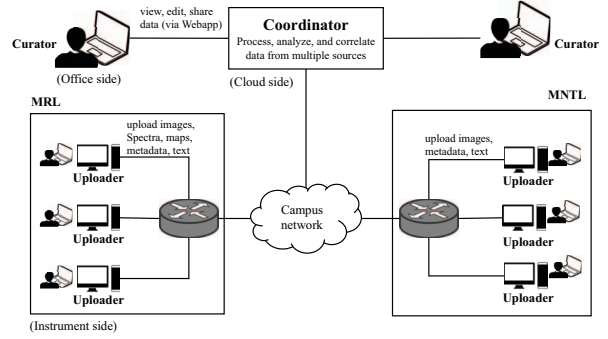 view, edit, share
data (via Webapp)
Curator
(Office side)
Coordinator
Process, analyze, and correlate
data from multiple sources
(Cloud side)
Curator
MRL
upload images,
Spectra, maps,
metadata, text
Uploader
Uploader
Uploader
(Instrument side)
Campus
network
MNTL
upload images,
metadata, text
Uploader
Uploader
Uploader